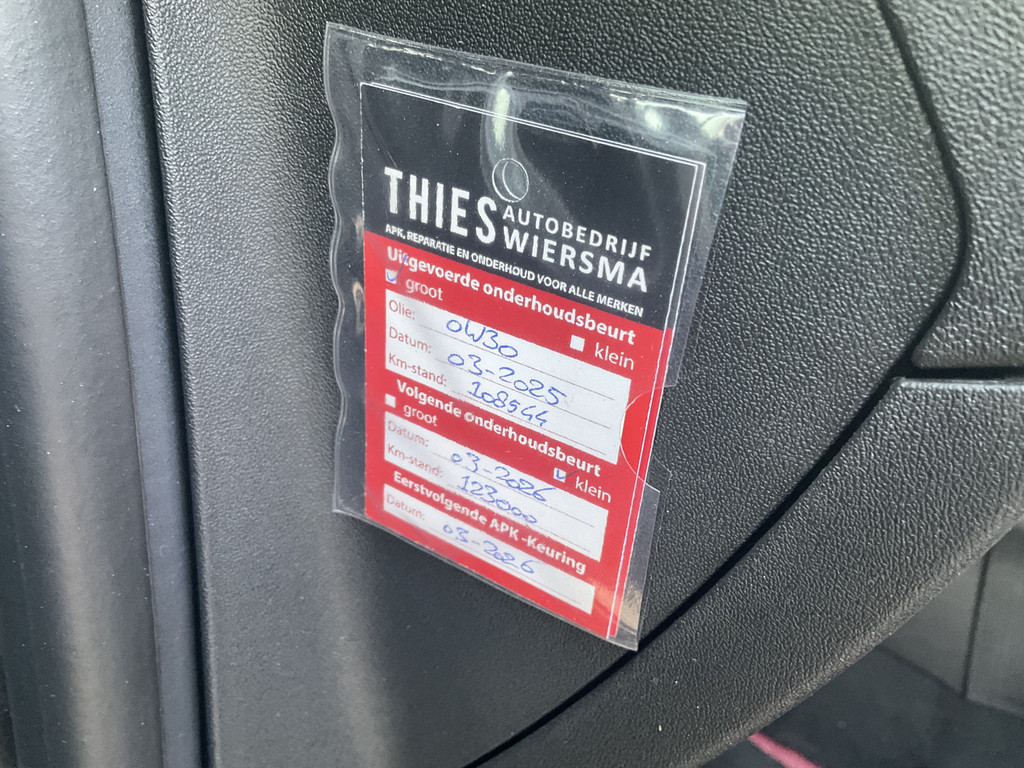 THIES AUTOBEDRIJF WIERSMA
APK, REPARATIE EN ONDERHOUD VOOR ALLE MERKEN
Uitgevoerde onderhoudsbeurt
groot klein
Olie: 0W30
Datum: 03-2025
Km-stand: 108544
Volgende onderhoudsbeurt
groot klein
Datum: 03-2026
Km-stand: 123000
Eerstvolgende APK-Keuring
Datum: 03-2026